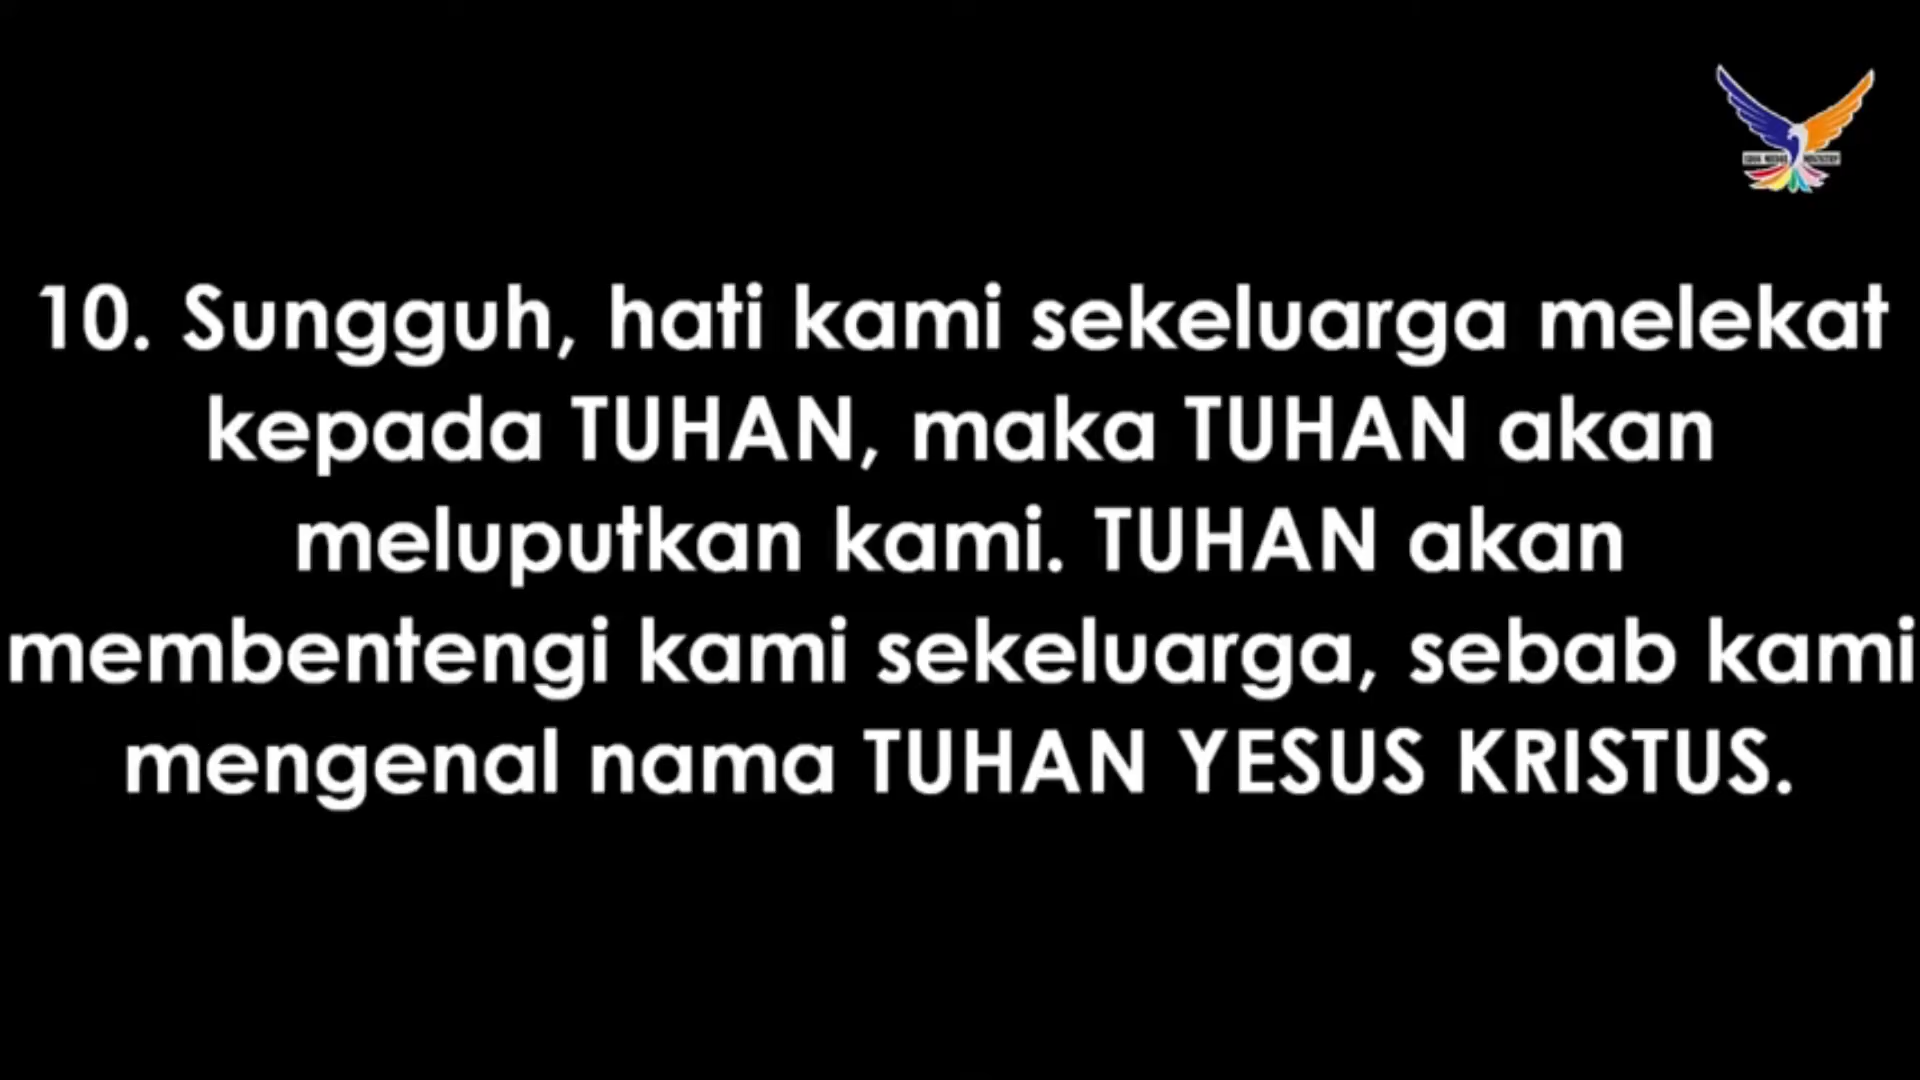 10. Sungguh, hati kami sekeluarga melekat
kepada TUHAN, maka TUHAN akan
meluputkan kami. TUHAN akan
membentengi kami sekeluarga, sebab kami
mengenal nama TUHAN YESUS KRISTUS.